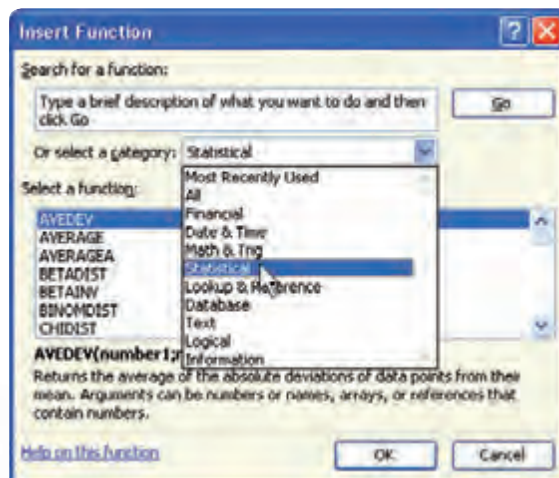 Insert Function
Search for a function:
Type a brief description of what you want to do and then
click Go
Go
Or select a category: Statistical
Most Recently Used
All
Financial
Date & Time
Math & Trig
Statistical
Lookup & Reference
Database
Text
Logical
Information
Select a function:
AVEDEV
AVERAGE
AVERAGEA
BETADIST
BETAINV
BINOMDIST
CHIDIST
AVEDEV(number1;
Returns the average of the absolute deviations of data points from their
mean. Arguments can be numbers or names, arrays, or references that
contain numbers.
Help on this function
OK
Cancel